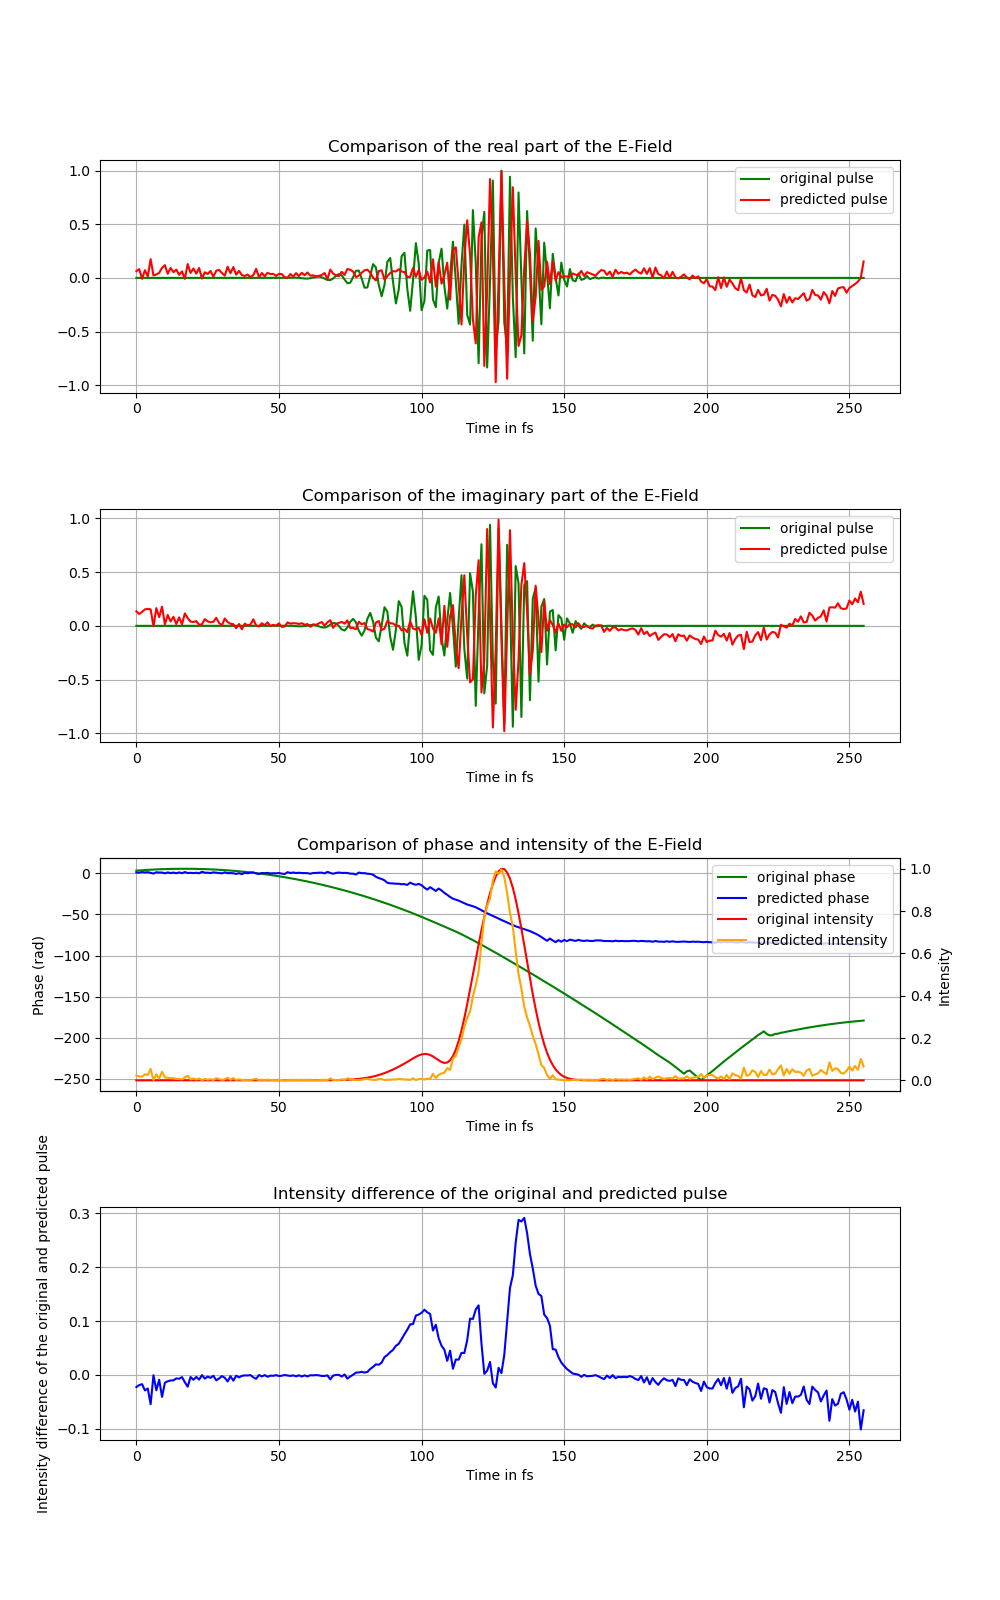 Comparison of the real part of the E-Field
1.0
0.5
0.0
−0.5
−1.0
original pulse
predicted pulse
0 50 100 150 200 250
Time in fs
Comparison of the imaginary part of the E-Field
1.0
0.5
0.0
−0.5
−1.0
original pulse
predicted pulse
0 50 100 150 200 250
Time in fs
Comparison of phase and intensity of the E-Field
Phase (rad)
0
−50
−100
−150
−200
−250
original phase
predicted phase
original intensity
predicted intensity
1.0
0.8
0.6
0.4
0.2
0.0
Intensity
0 50 100 150 200 250
Time in fs
Intensity difference of the original and predicted pulse
Intensity difference of the original and predicted pulse
0.3
0.2
0.1
0.0
−0.1
0 50 100 150 200 250
Time in fs